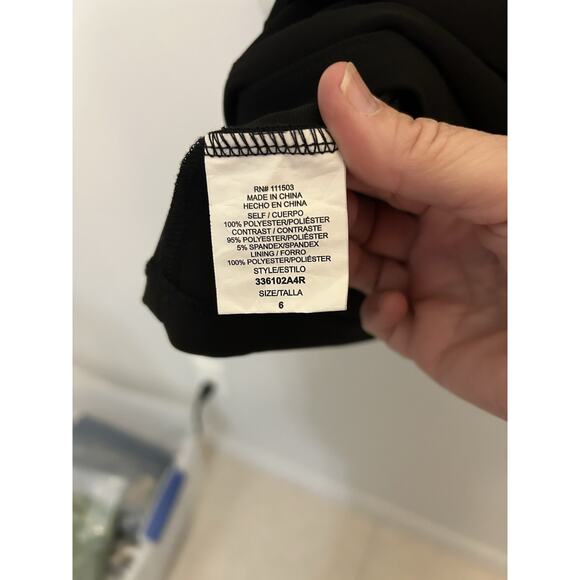 RN# 111503
MADE IN CHINA
HECHO EN CHINA
SELF / CUERPO
100% POLYESTER/POLIÉSTER
CONTRAST / CONTRASTE
95% POLYESTER/POLIÉSTER
5% SPANDEX/SPANDEX
LINING / FORRO
100% POLYESTER/POLIÉSTER
STYLE/ESTILO
336102A4R
SIZE/TALLA
6